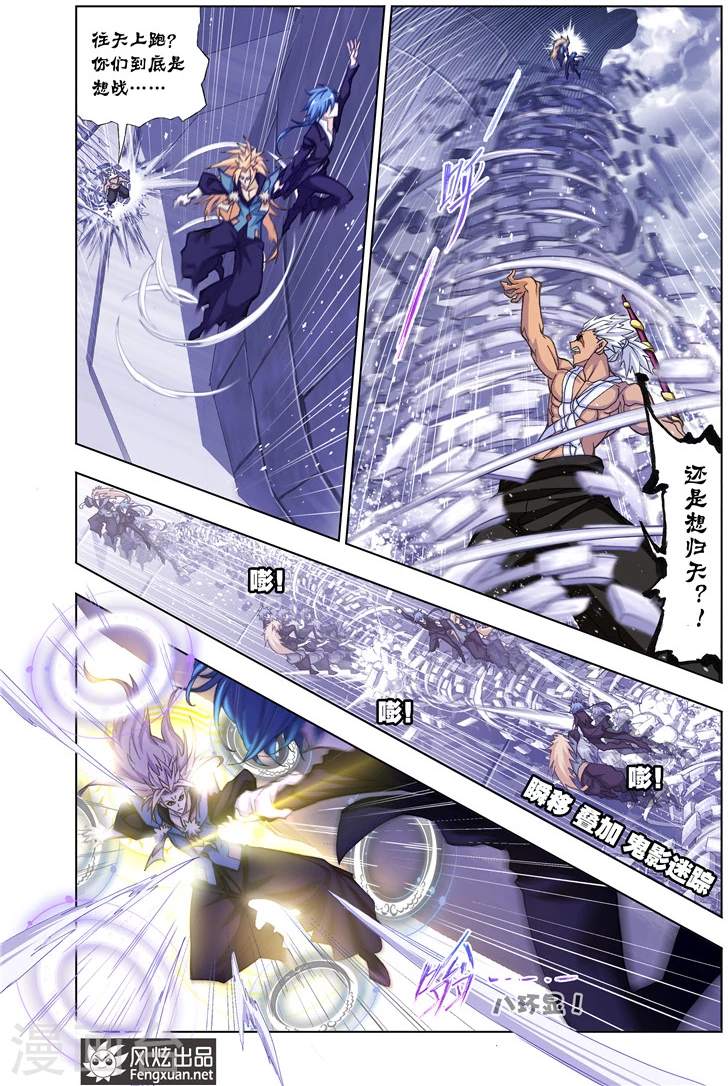 往天上跑？
你们到底是
想战……
呼
还是想归天？！
嘭！
嘭！
嘭！
瞬移 叠加 鬼影迷踪
八环显！
风炫出品
Fengxuan.net